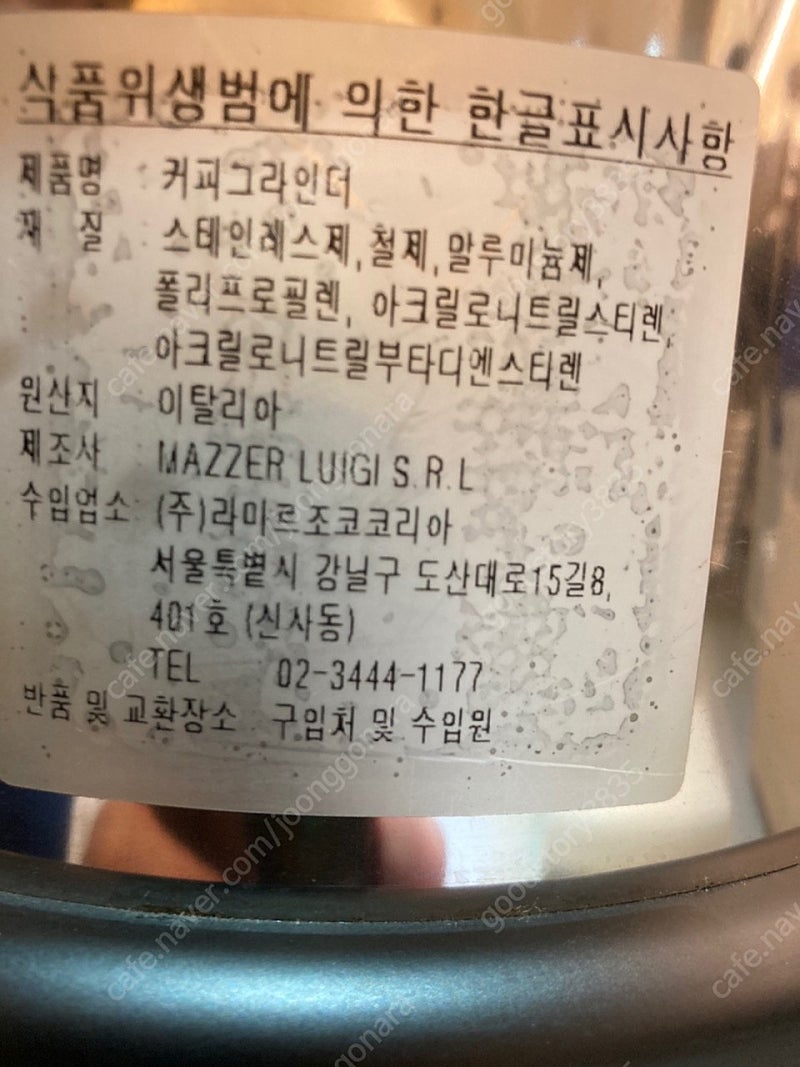 식품위생법에 의한 한글표시사항
제품명 : 커피그라인더
재 질 : 스테인레스제, 철제, 알루미늄제,
폴리프로필렌, 아크릴로니트릴스티렌,
아크릴로니트릴부타디엔스티렌
원산지 : 이탈리아
제조사 : MAZZER LUIGI S.R.L
수입업소 : (주)라미르조코코리아
서울특별시 강남구 도산대로15길8,
401호 (신사동)
TEL 02-3444-1177
반품 및 교환장소 구입처 및 수입원
cafe.naver.com/joonggonara
goodstory3835